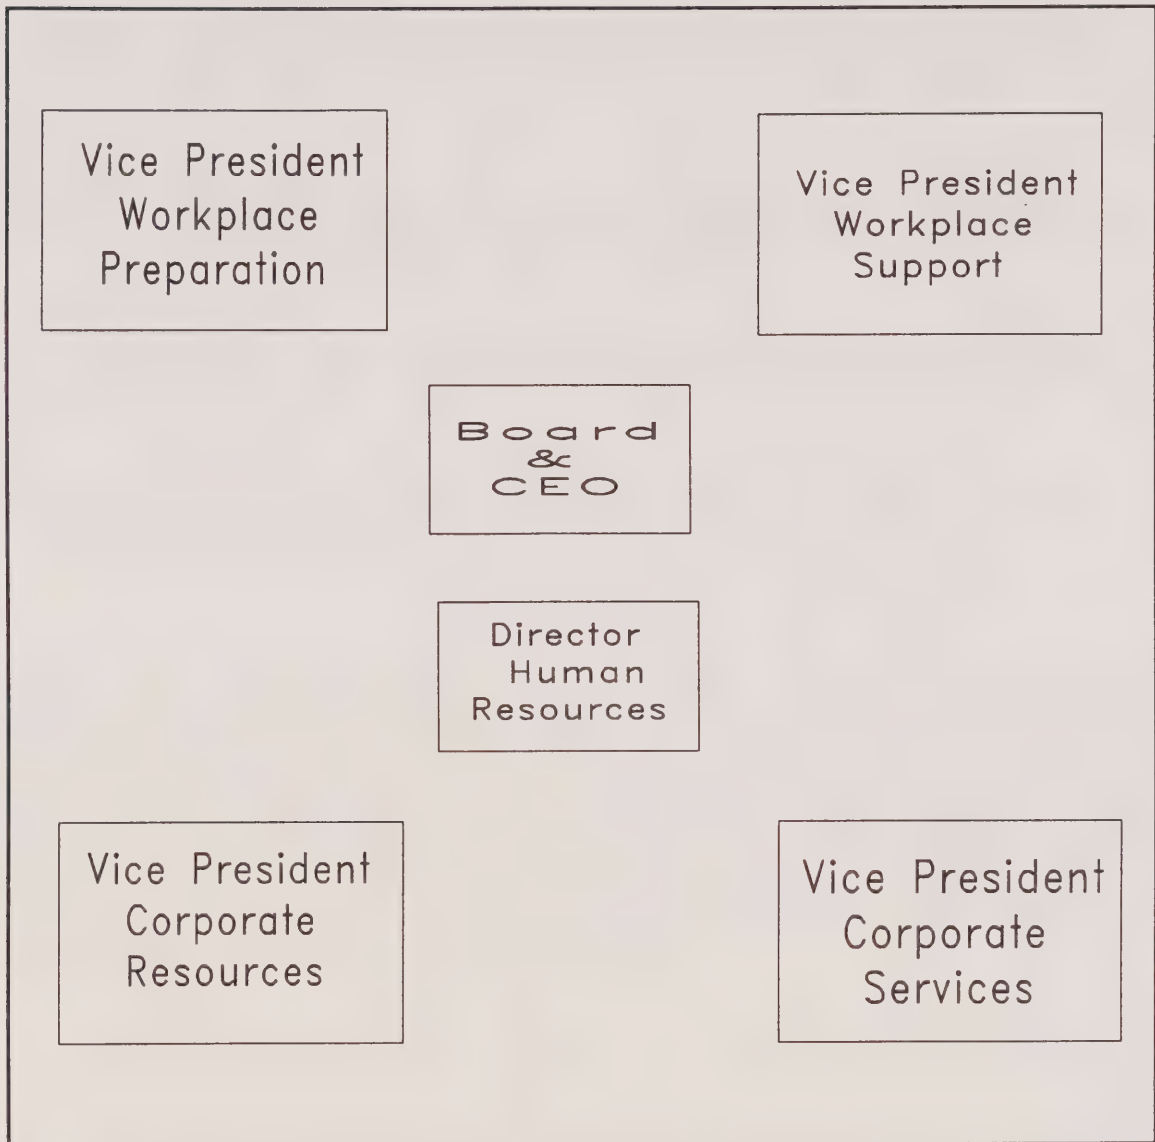 Vice President
Workplace
Preparation
Vice President
Workplace
Support
Board
&
CEO
Director
Human
Resources
Vice President
Corporate
Resources
Vice President
Corporate
Services